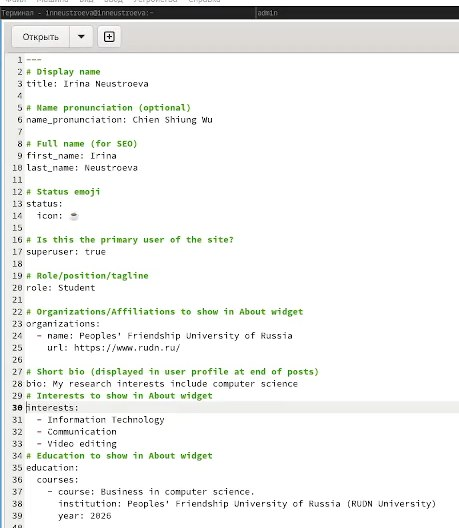 Терминал - inneustroeva@inneustroeva:~ admin
Открыть
1 ---
2 # Display name
3 title: Irina Neustroeva
4
5 # Name pronunciation (optional)
6 name_pronunciation: Chien Shiung Wu
7
8 # Full name (for SEO)
9 first_name: Irina
10 last_name: Neustroeva
11
12 # Status emoji
13 status:
14 icon: ☕
15
16 # Is this the primary user of the site?
17 superuser: true
18
19 # Role/position/tagline
20 role: Student
21
22 # Organizations/Affiliations to show in About widget
23 organizations:
24 - name: Peoples' Friendship University of Russia
25 url: https://www.rudn.ru/
26
27 # Short bio (displayed in user profile at end of posts)
28 bio: My research interests include computer science
29 # Interests to show in About widget
30 interests:
31 - Information Technology
32 - Communication
33 - Video editing
34 # Education to show in About widget
35 education:
36 courses:
37 - course: Business in computer science.
38 institution: Peoples' Friendship University of Russia (RUDN University)
39 year: 2026